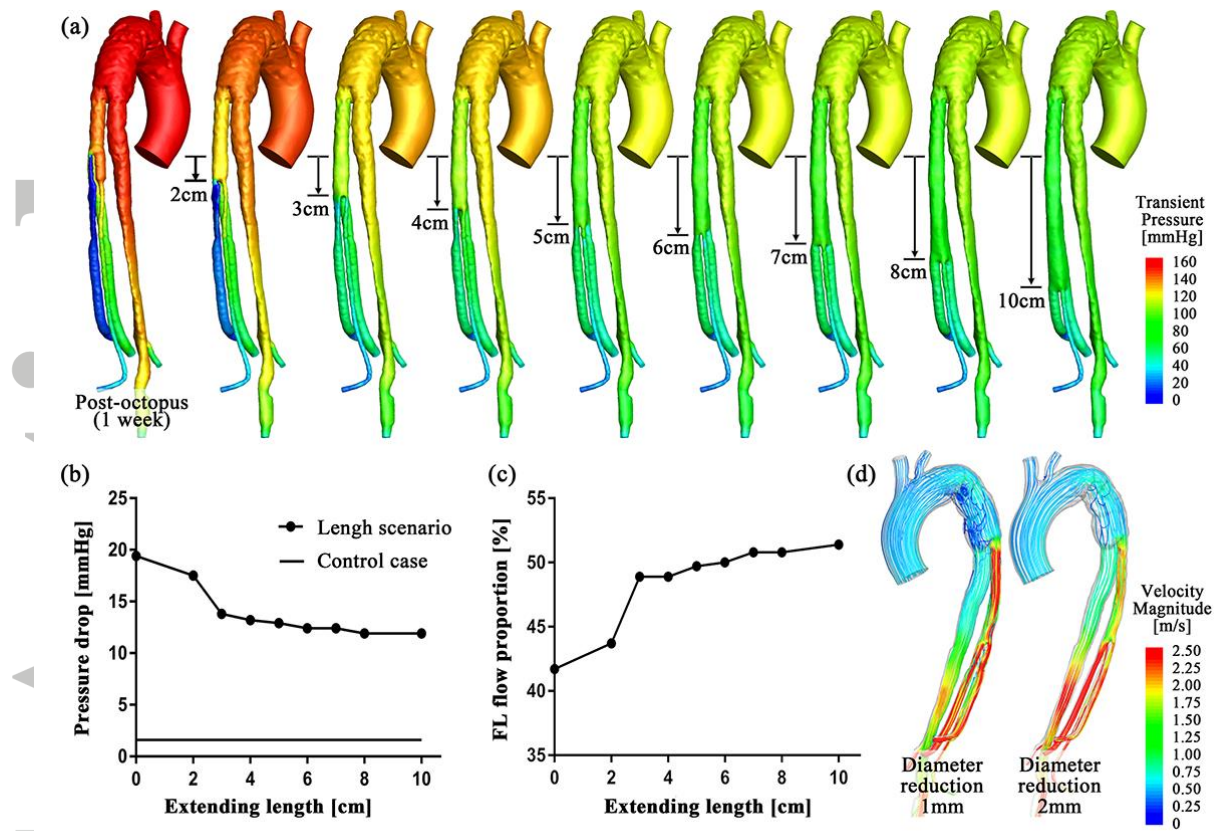 (a)
2cm
3cm
4cm
5cm
6cm
7cm
8cm
10cm
Post-octopus
(1 week)
Transient
Pressure
[mmHg]
160
140
120
100
80
60
40
20
0
(b)
Pressure drop [mmHg]
25
20
15
10
5
0
Lengh scenario
Control case
0 2 4 6 8 10
Extending length [cm]
(c)
FL flow proportion [%]
55
50
45
40
35
0 2 4 6 8 10
Extending length [cm]
(d)
Diameter
reduction
1mm
Diameter
reduction
2mm
Velocity
Magnitude
[m/s]
2.50
2.25
2.00
1.75
1.50
1.25
1.00
0.75
0.50
0.25
0